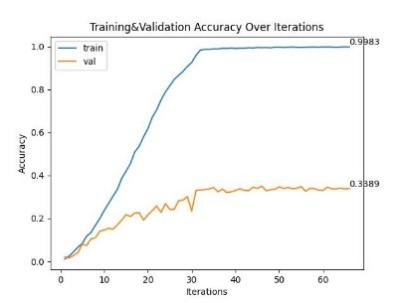 Training&Validation Accuracy Over Iterations
train
val
0.9983
0.3389
Accuracy
1.0
0.8
0.6
0.4
0.2
0.0
0 10 20 30 40 50 60
Iterations